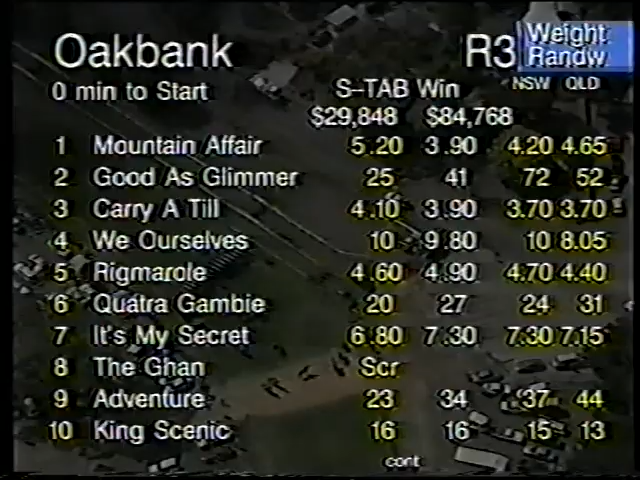 Oakbank R3 Weight
Randw
0 min to Start S-TAB Win NSW QLD
$29,848 $84,768
1 Mountain Affair 5.20 3.90 4.20 4.65
2 Good As Glimmer 25 41 72 52
3 Carry A Till 4.10 3.90 3.70 3.70
4 We Ourselves 10 9.80 10 8.05
5 Rigmarole 4.60 4.90 4.70 4.40
6 Quatra Gambie 20 27 24 31
7 It's My Secret 6.80 7.30 7.30 7.15
8 The Ghan Scr
9 Adventure 23 34 37 44
10 King Scenic 16 16 15 13
cont